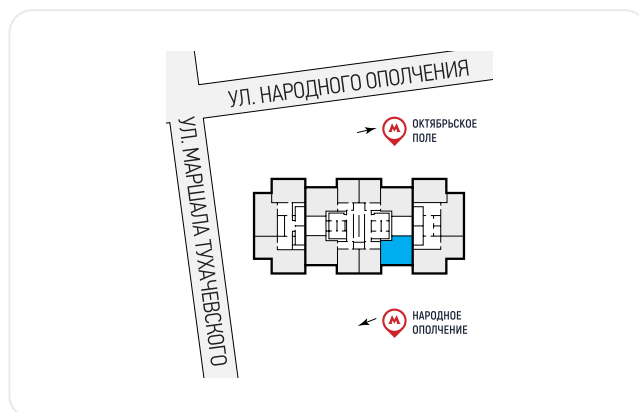 УЛ. НАРОДНОГО ОПОЛЧЕНИЯ
УЛ. МАРШАЛА ТУХАЧЕВСКОГО
М ОКТЯБРЬСКОЕ
ПОЛЕ
М НАРОДНОЕ
ОПОЛЧЕНИЕ